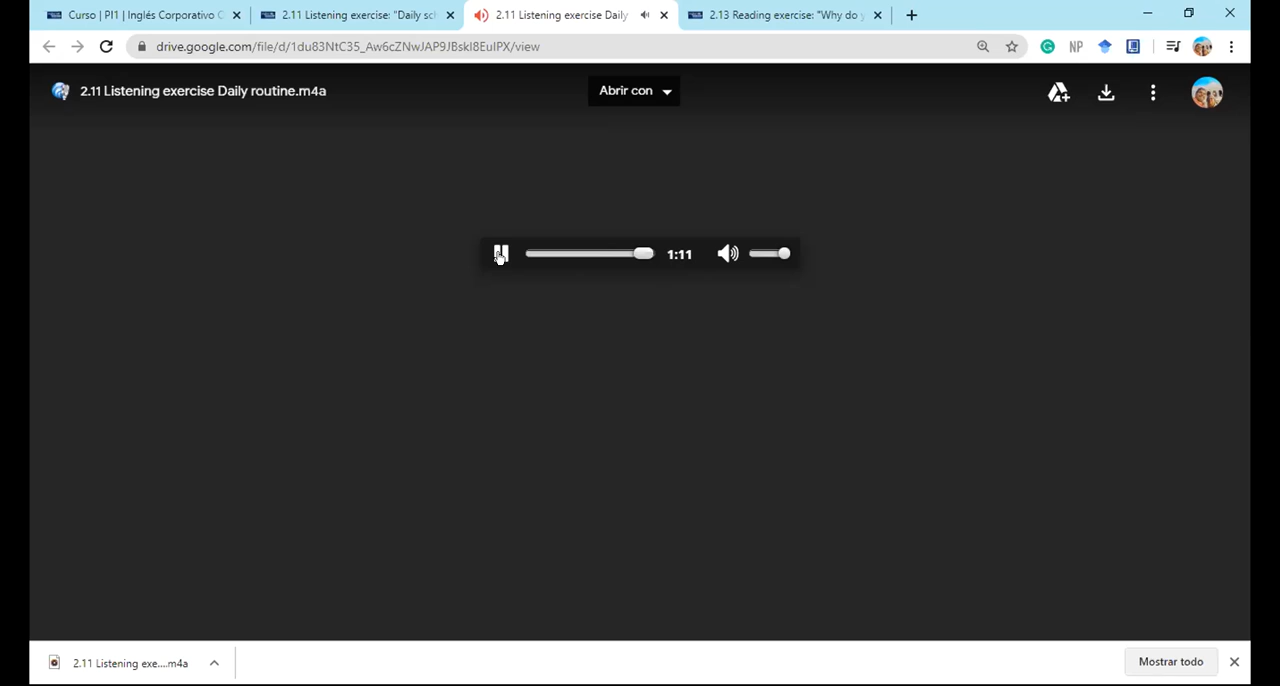 Curso | PI1 | Inglés Corporativo C
2.11 Listening exercise: "Daily sch
2.11 Listening exercise Daily
2.13 Reading exercise: "Why do y
drive.google.com/file/d/1du83NtC35_Aw6cZNwJAP9JBskI8EuIPX/view
NP
2.11 Listening exercise Daily routine.m4a
Abrir con
1:11
2.11 Listening exe....m4a
Mostrar todo